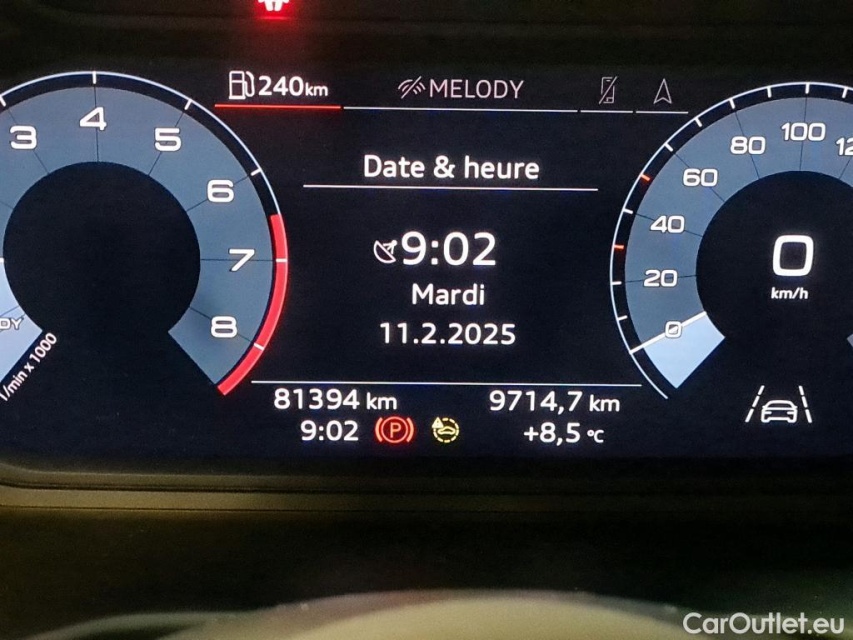 240km
MELODY
Date & heure
9:02
Mardi
11.2.2025
81394 km
9714,7 km
9:02
P
+8,5 °C
3
4
5
6
7
8
1/min x 1000
0
20
40
60
80
100
0
km/h
CarOutlet.eu